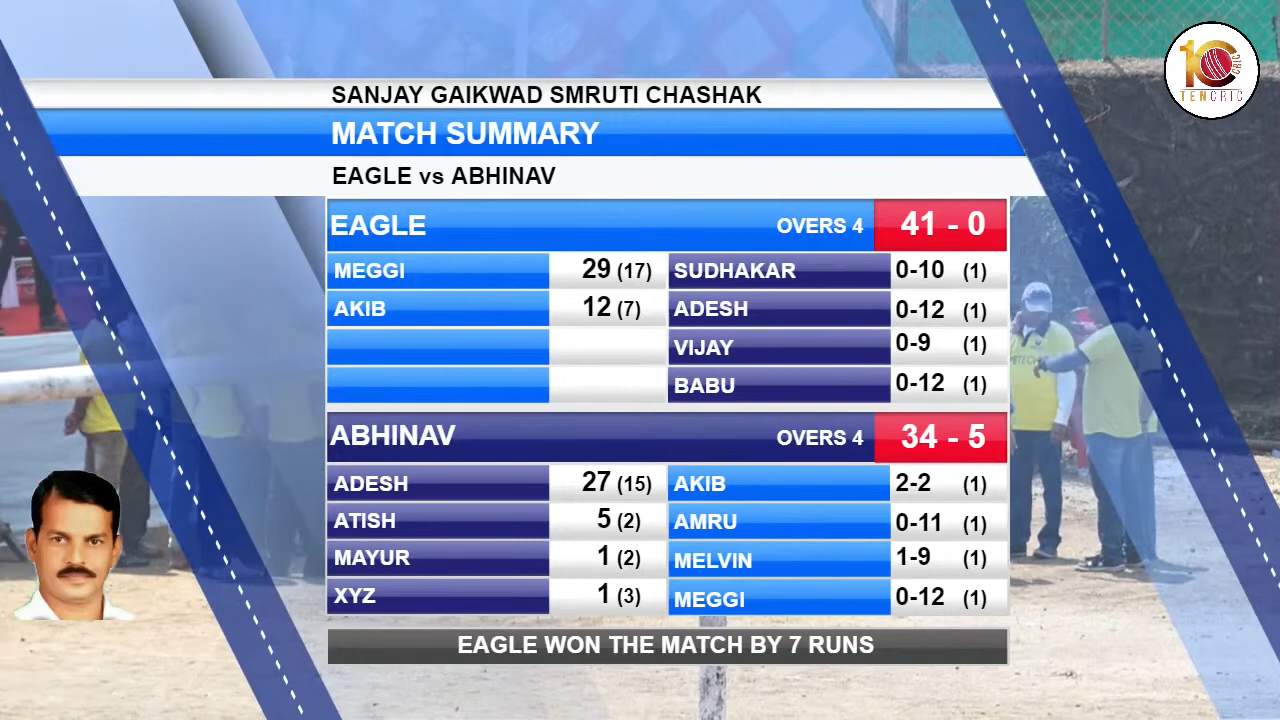 SANJAY GAIKWAD SMRUTI CHASHAK
MATCH SUMMARY
EAGLE vs ABHINAV
EAGLE OVERS 4 41 - 0
MEGGI 29 (17) SUDHAKAR 0-10 (1)
AKIB 12 (7) ADESH 0-12 (1)
VIJAY 0-9 (1)
BABU 0-12 (1)
ABHINAV OVERS 4 34 - 5
ADESH 27 (15) AKIB 2-2 (1)
ATISH 5 (2) AMRU 0-11 (1)
MAYUR 1 (2) MELVIN 1-9 (1)
XYZ 1 (3) MEGGI 0-12 (1)
EAGLE WON THE MATCH BY 7 RUNS
10 CRIC
TENCRIC